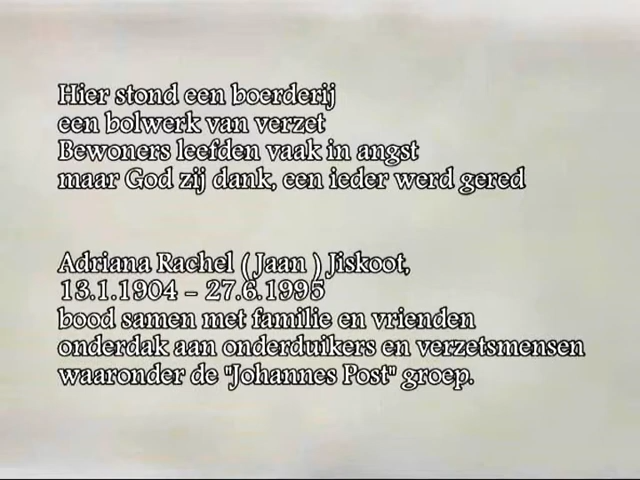 Hier stond een boerderij
een bolwerk van verzet
Bewoners leefden vaak in angst
maar God zij dank, een ieder werd gered
Adriana Rachel ( Jaan ) Jiskoot,
13.1.1904 – 27.6.1995
bood samen met familie en vrienden
onderdak aan onderduikers en verzetsmensen
waaronder de "Johannes Post" groep.